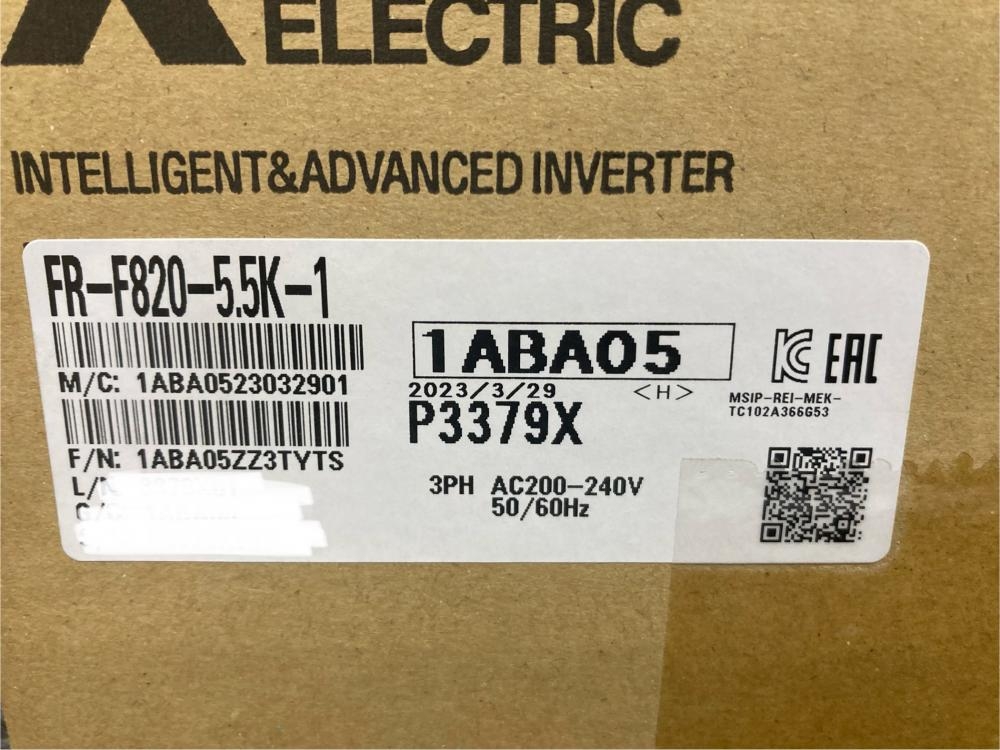 ELECTRIC
INTELLIGENT&ADVANCED INVERTER
FR-F820-5.5K-1
1ABA05
M/C: 1ABA0523032901
2023/3/29 <H>
P3379X
MSIP-REI-MEK-
TC102A366G53
EAC
F/N: 1ABA05ZZ3TYTS
L/N
3PH AC200-240V
50/60Hz